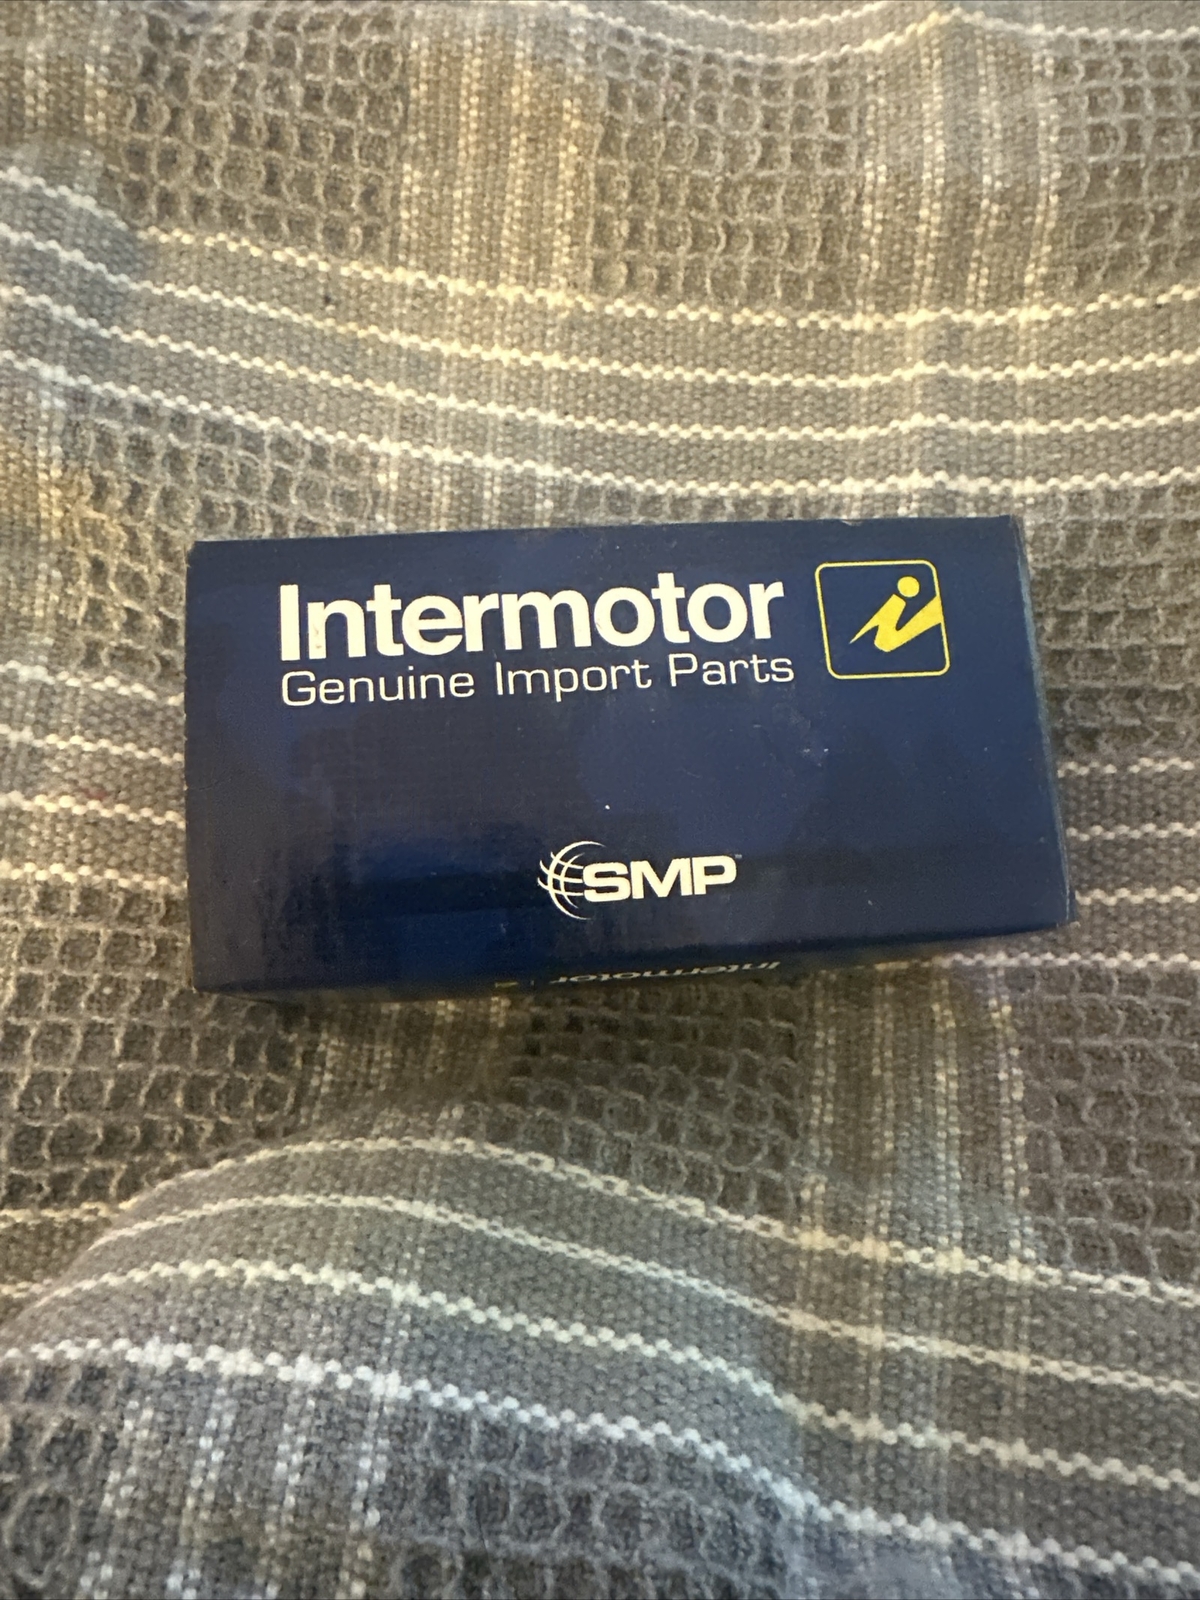 Intermotor
Genuine Import Parts
SMP
Intermotor